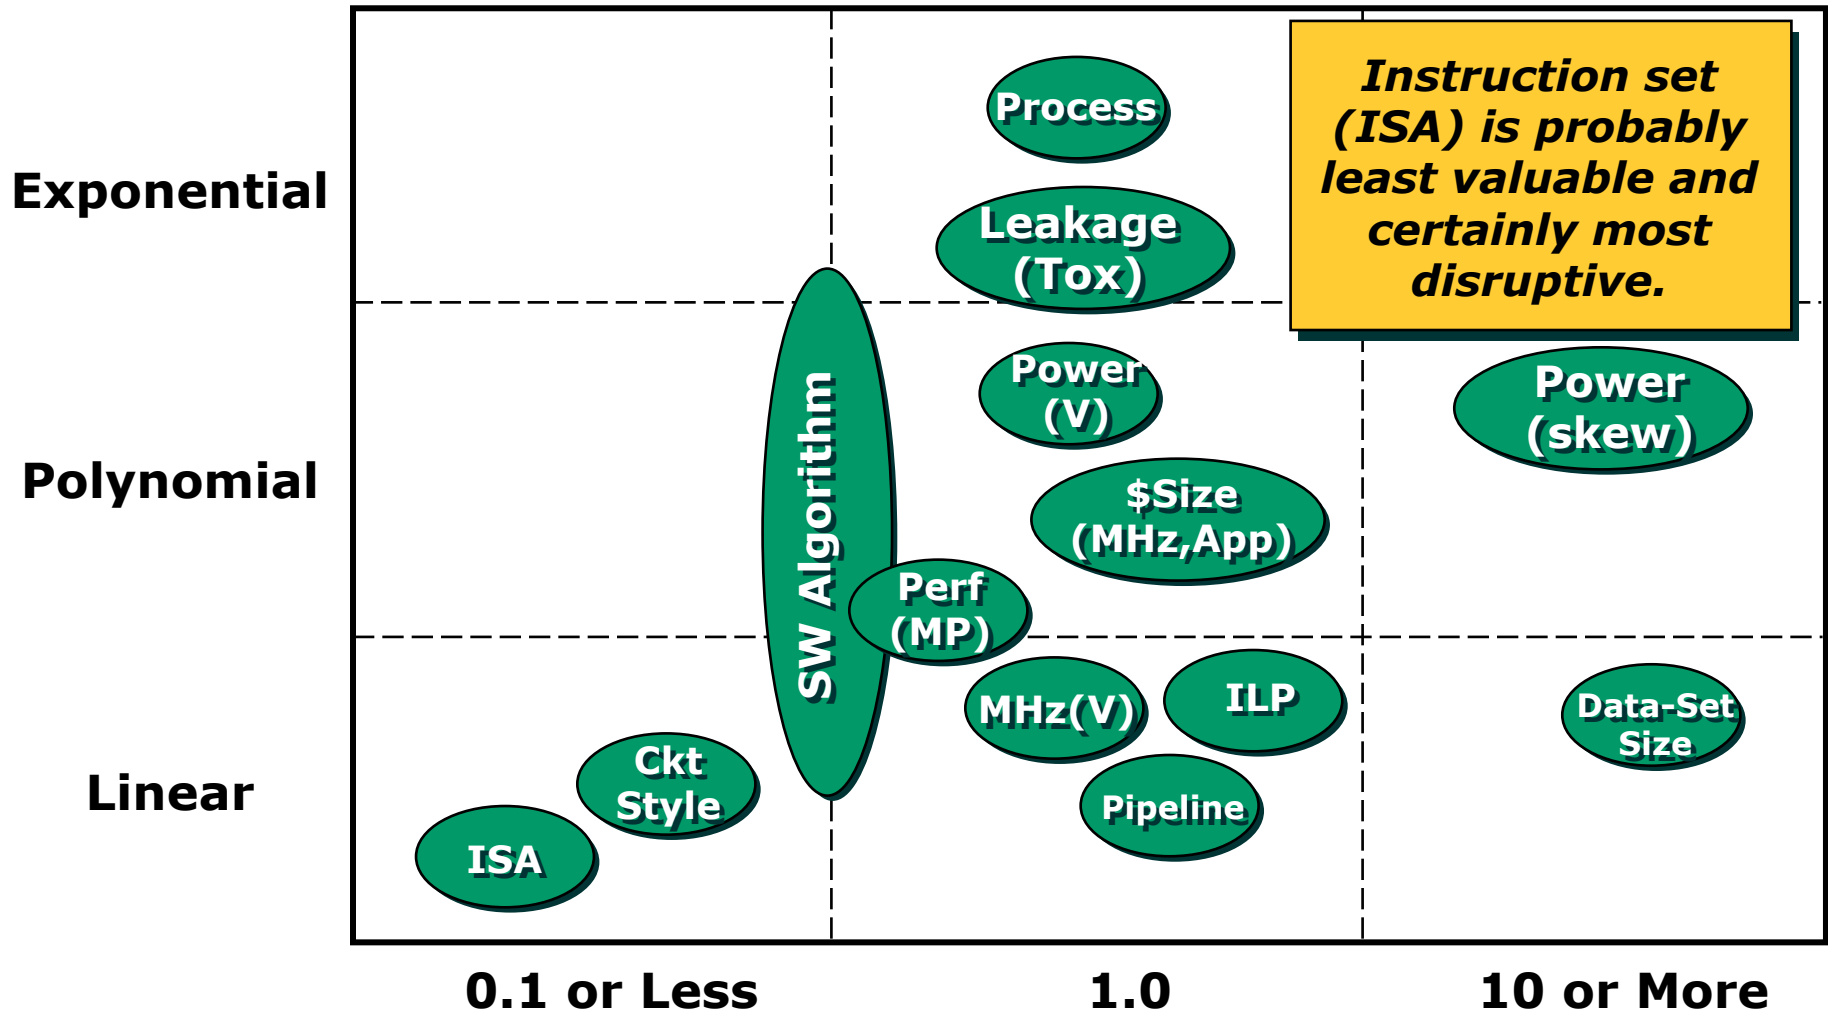 Process
Instruction set
(ISA) is probably
least valuable and
certainly most
disruptive.
Exponential
Leakage
(Tox)
Power
(V)
Power
(skew)
Polynomial
SW Algorithm
$Size
(MHz,App)
Perf
(MP)
MHz(V)
ILP
Data-Set
Size
Linear
Ckt
Style
Pipeline
ISA
0.1 or Less
1.0
10 or More